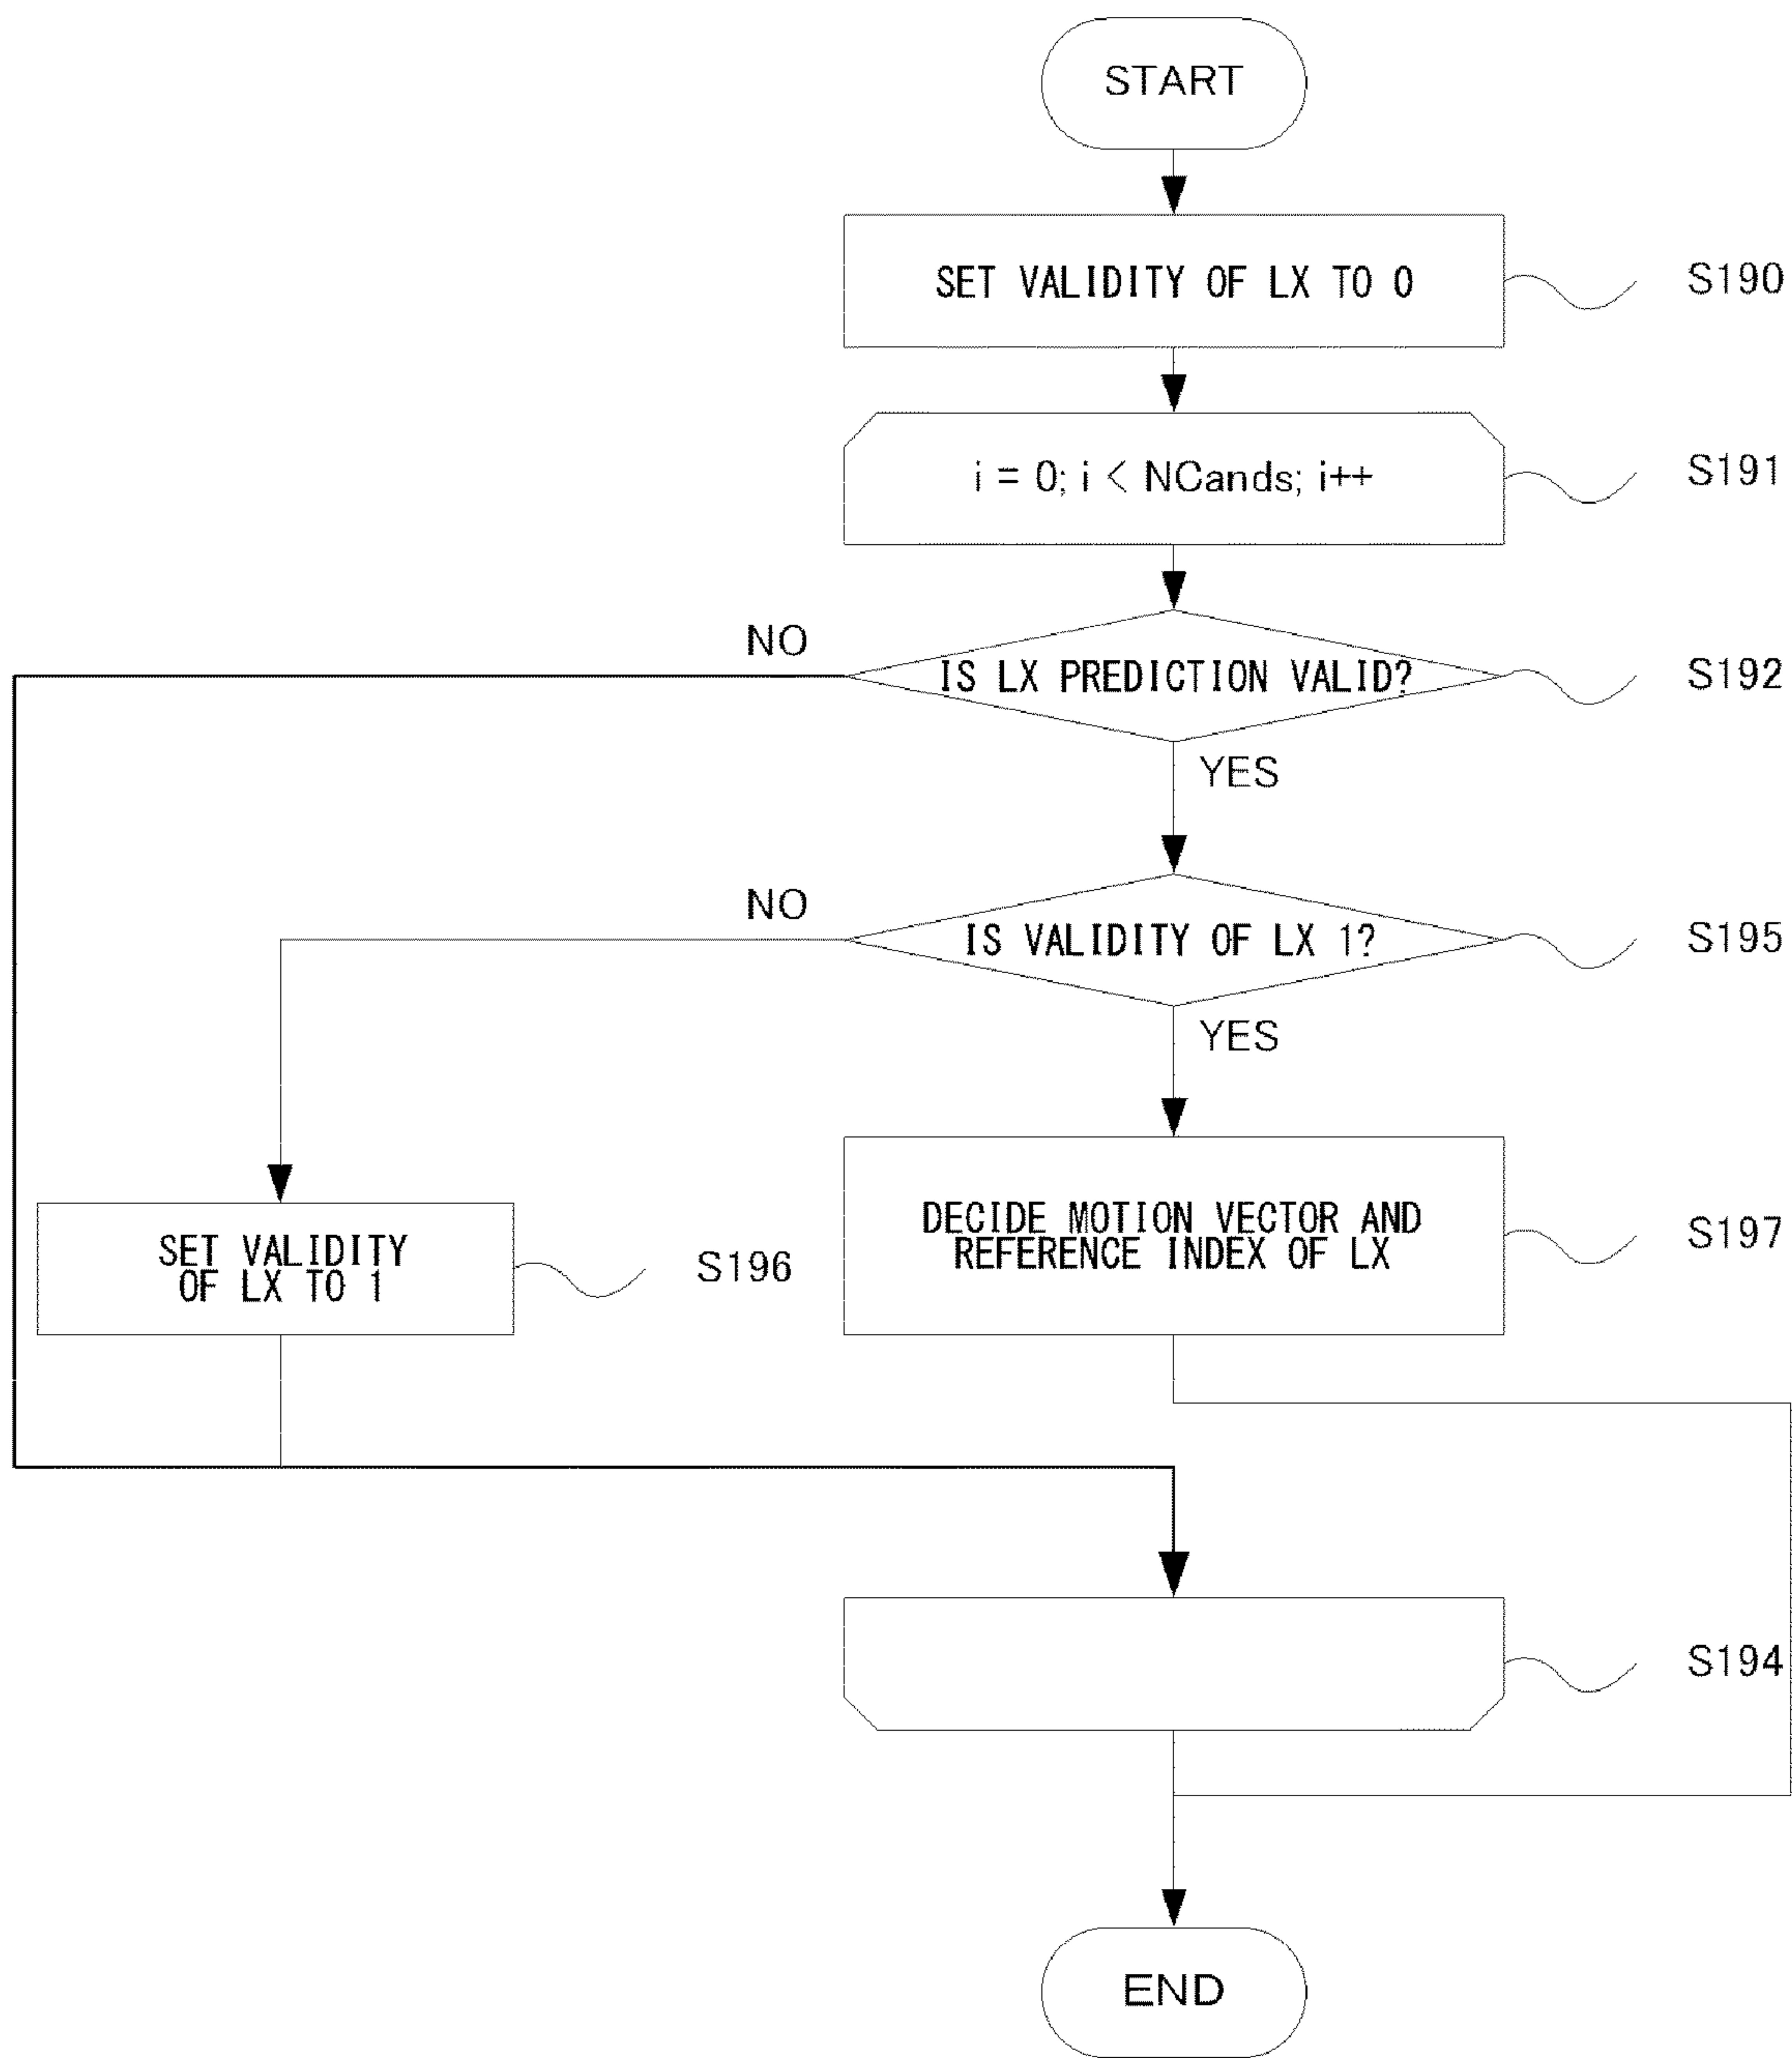 START
SET VALIDITY OF LX TO 0
S190
i = 0; i < NCands; i++
S191
NO
IS LX PREDICTION VALID?
S192
YES
NO
IS VALIDITY OF LX 1?
S195
YES
DECIDE MOTION VECTOR AND
REFERENCE INDEX OF LX
S197
SET VALIDITY
OF LX TO 1
S196
S194
END